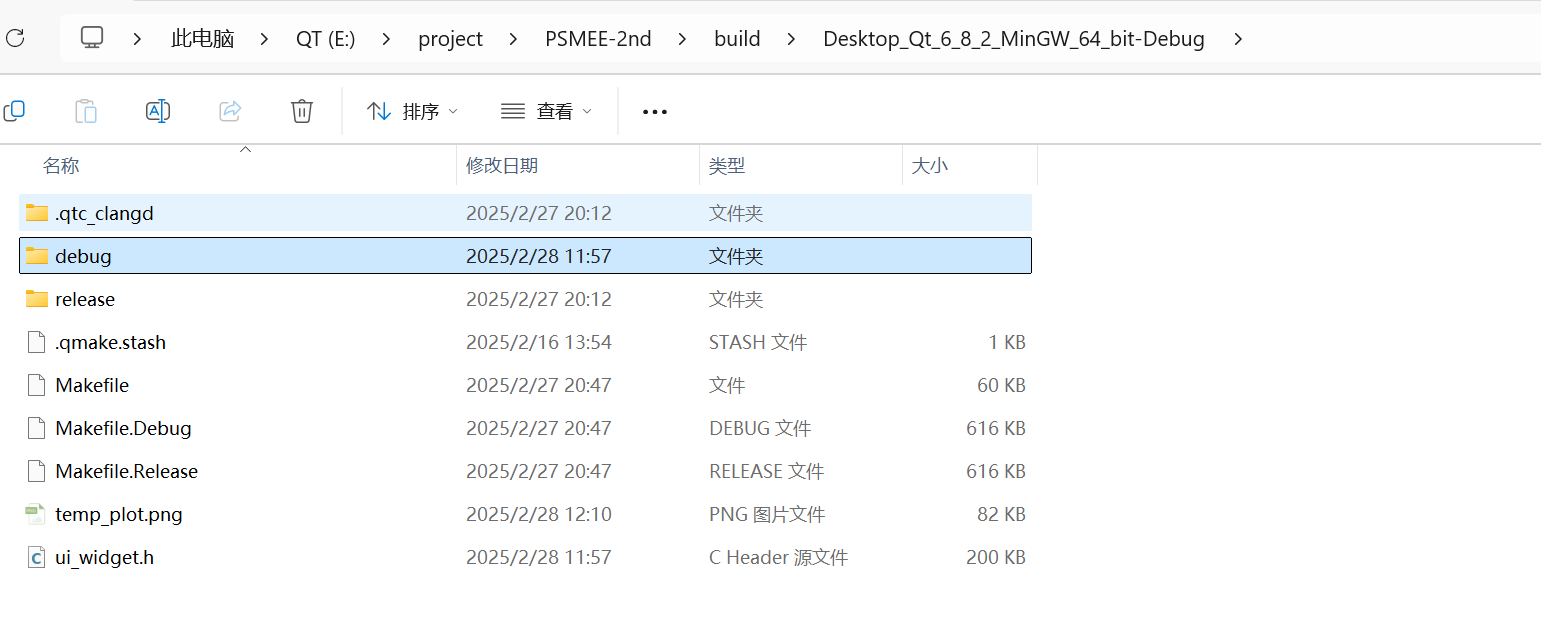 此电脑 QT (E:) project PSMEE-2nd build Desktop_Qt_6_8_2_MinGW_64_bit-Debug
排序 查看
名称 修改日期 类型 大小
.qtc_clangd 2025/2/27 20:12 文件夹
debug 2025/2/28 11:57 文件夹
release 2025/2/27 20:12 文件夹
.qmake.stash 2025/2/16 13:54 STASH 文件 1 KB
Makefile 2025/2/27 20:47 文件 60 KB
Makefile.Debug 2025/2/27 20:47 DEBUG 文件 616 KB
Makefile.Release 2025/2/27 20:47 RELEASE 文件 616 KB
temp_plot.png 2025/2/28 12:10 PNG 图片文件 82 KB
ui_widget.h 2025/2/28 11:57 C Header 源文件 200 KB